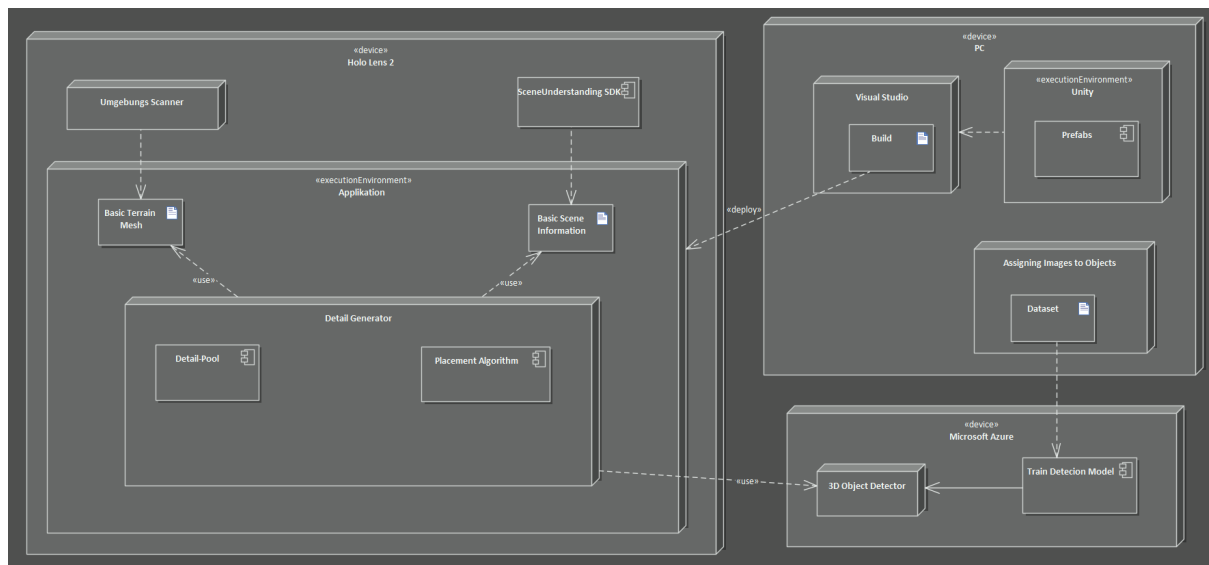 «device»
Holo Lens 2
Umgebungs Scanner
SceneUnderstanding SDK
«executionEnvironment»
Applikation
Basic Terrain
Mesh
Basic Scene
Information
«use»
«use»
Detail Generator
Detail-Pool
Placement Algorithm
«deploy»
«use»
«device»
PC
Visual Studio
Build
«executionEnvironment»
Unity
Prefabs
Assigning Images to Objects
Dataset
«device»
Microsoft Azure
3D Object Detector
Train Detecion Model